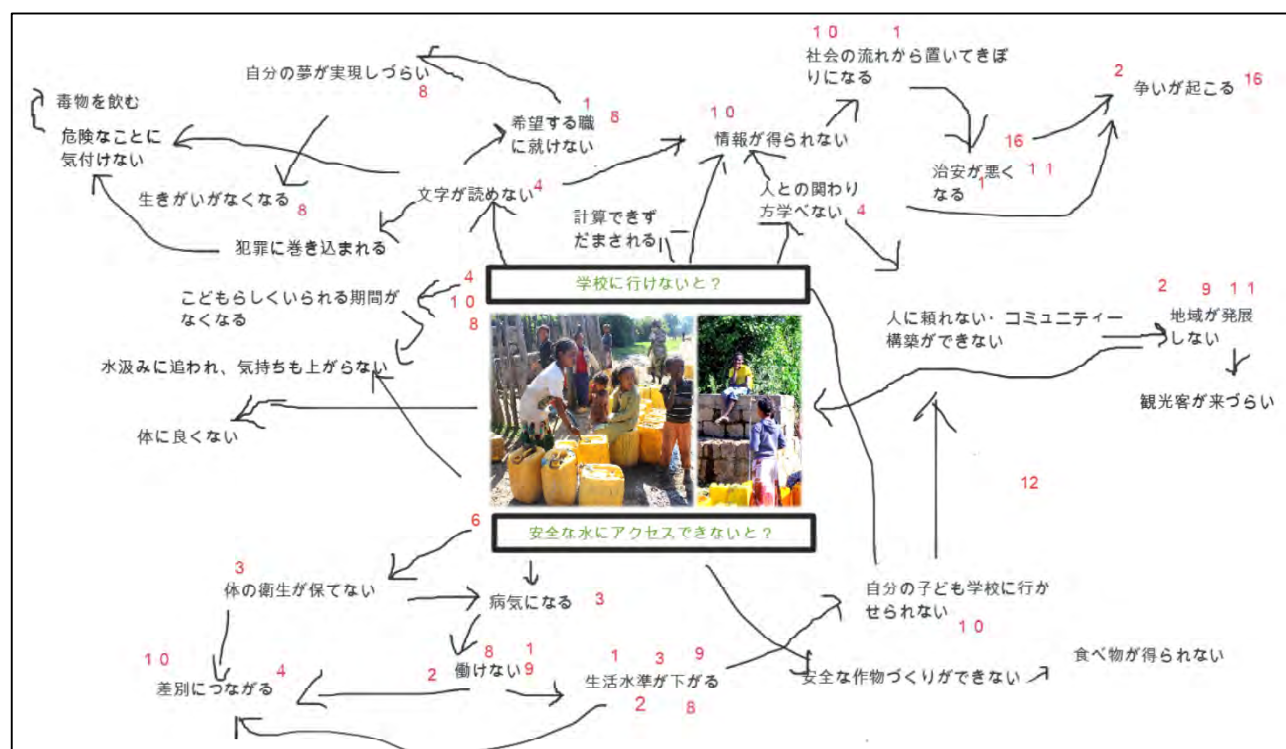 10 1
社会の流れから置いてきぼ
りになる
2
争いが起こる 16
自分の夢が実現しづらい
8
毒物を飲む
危険なことに
気付けない
1
8
希望する職
に就けない
10
情報が得られない
16
治安が悪く
なる
1 11
生きがいがなくなる
8
文字が読めない 4
人との関わり
方学べない 4
計算できず
だまされる
犯罪に巻き込まれる
学校に行けないと?
4
10
8
こどもらしくいられる期間が
なくなる
2 9 11
地域が発展
しない
人に頼れない・コミュニティー
構築ができない
水汲みに追われ、気持ちも上がらない
観光客が来づらい
体に良くない
12
6
安全な水にアクセスできないと?
3
体の衛生が保てない
病気になる 3
自分の子ども学校に行か
せられない
10
10
差別につながる 4
8 1
2 働けない 9
1 3 9
生活水準が下がる
2 8
安全な作物づくりができない
食べ物が得られない